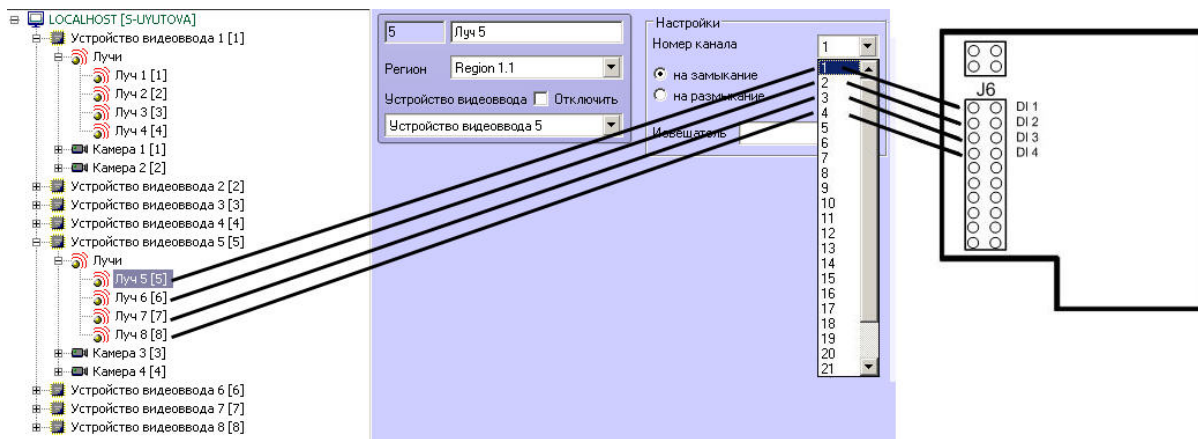 LOCALHOST [S-UYUTOVA]
Устройство видеоввода 1 [1]
Лучи
Луч 1 [1]
Луч 2 [2]
Луч 3 [3]
Луч 4 [4]
Камера 1 [1]
Камера 2 [2]
Устройство видеоввода 2 [2]
Устройство видеоввода 3 [3]
Устройство видеоввода 4 [4]
Устройство видеоввода 5 [5]
Лучи
Луч 5 [5]
Луч 6 [6]
Луч 7 [7]
Луч 8 [8]
Камера 3 [3]
Камера 4 [4]
Устройство видеоввода 6 [6]
Устройство видеоввода 7 [7]
Устройство видеоввода 8 [8]
5 Луч 5
Регион Region 1.1
Устройство видеоввода Отключить
Устройство видеоввода 5
Настройки
Номер канала 1
на замыкание
на размыкание
Извещатель
1
2
3
4
5
6
7
8
9
10
11
12
13
14
15
16
17
18
19
20
21
J6
DI 1
DI 2
DI 3
DI 4